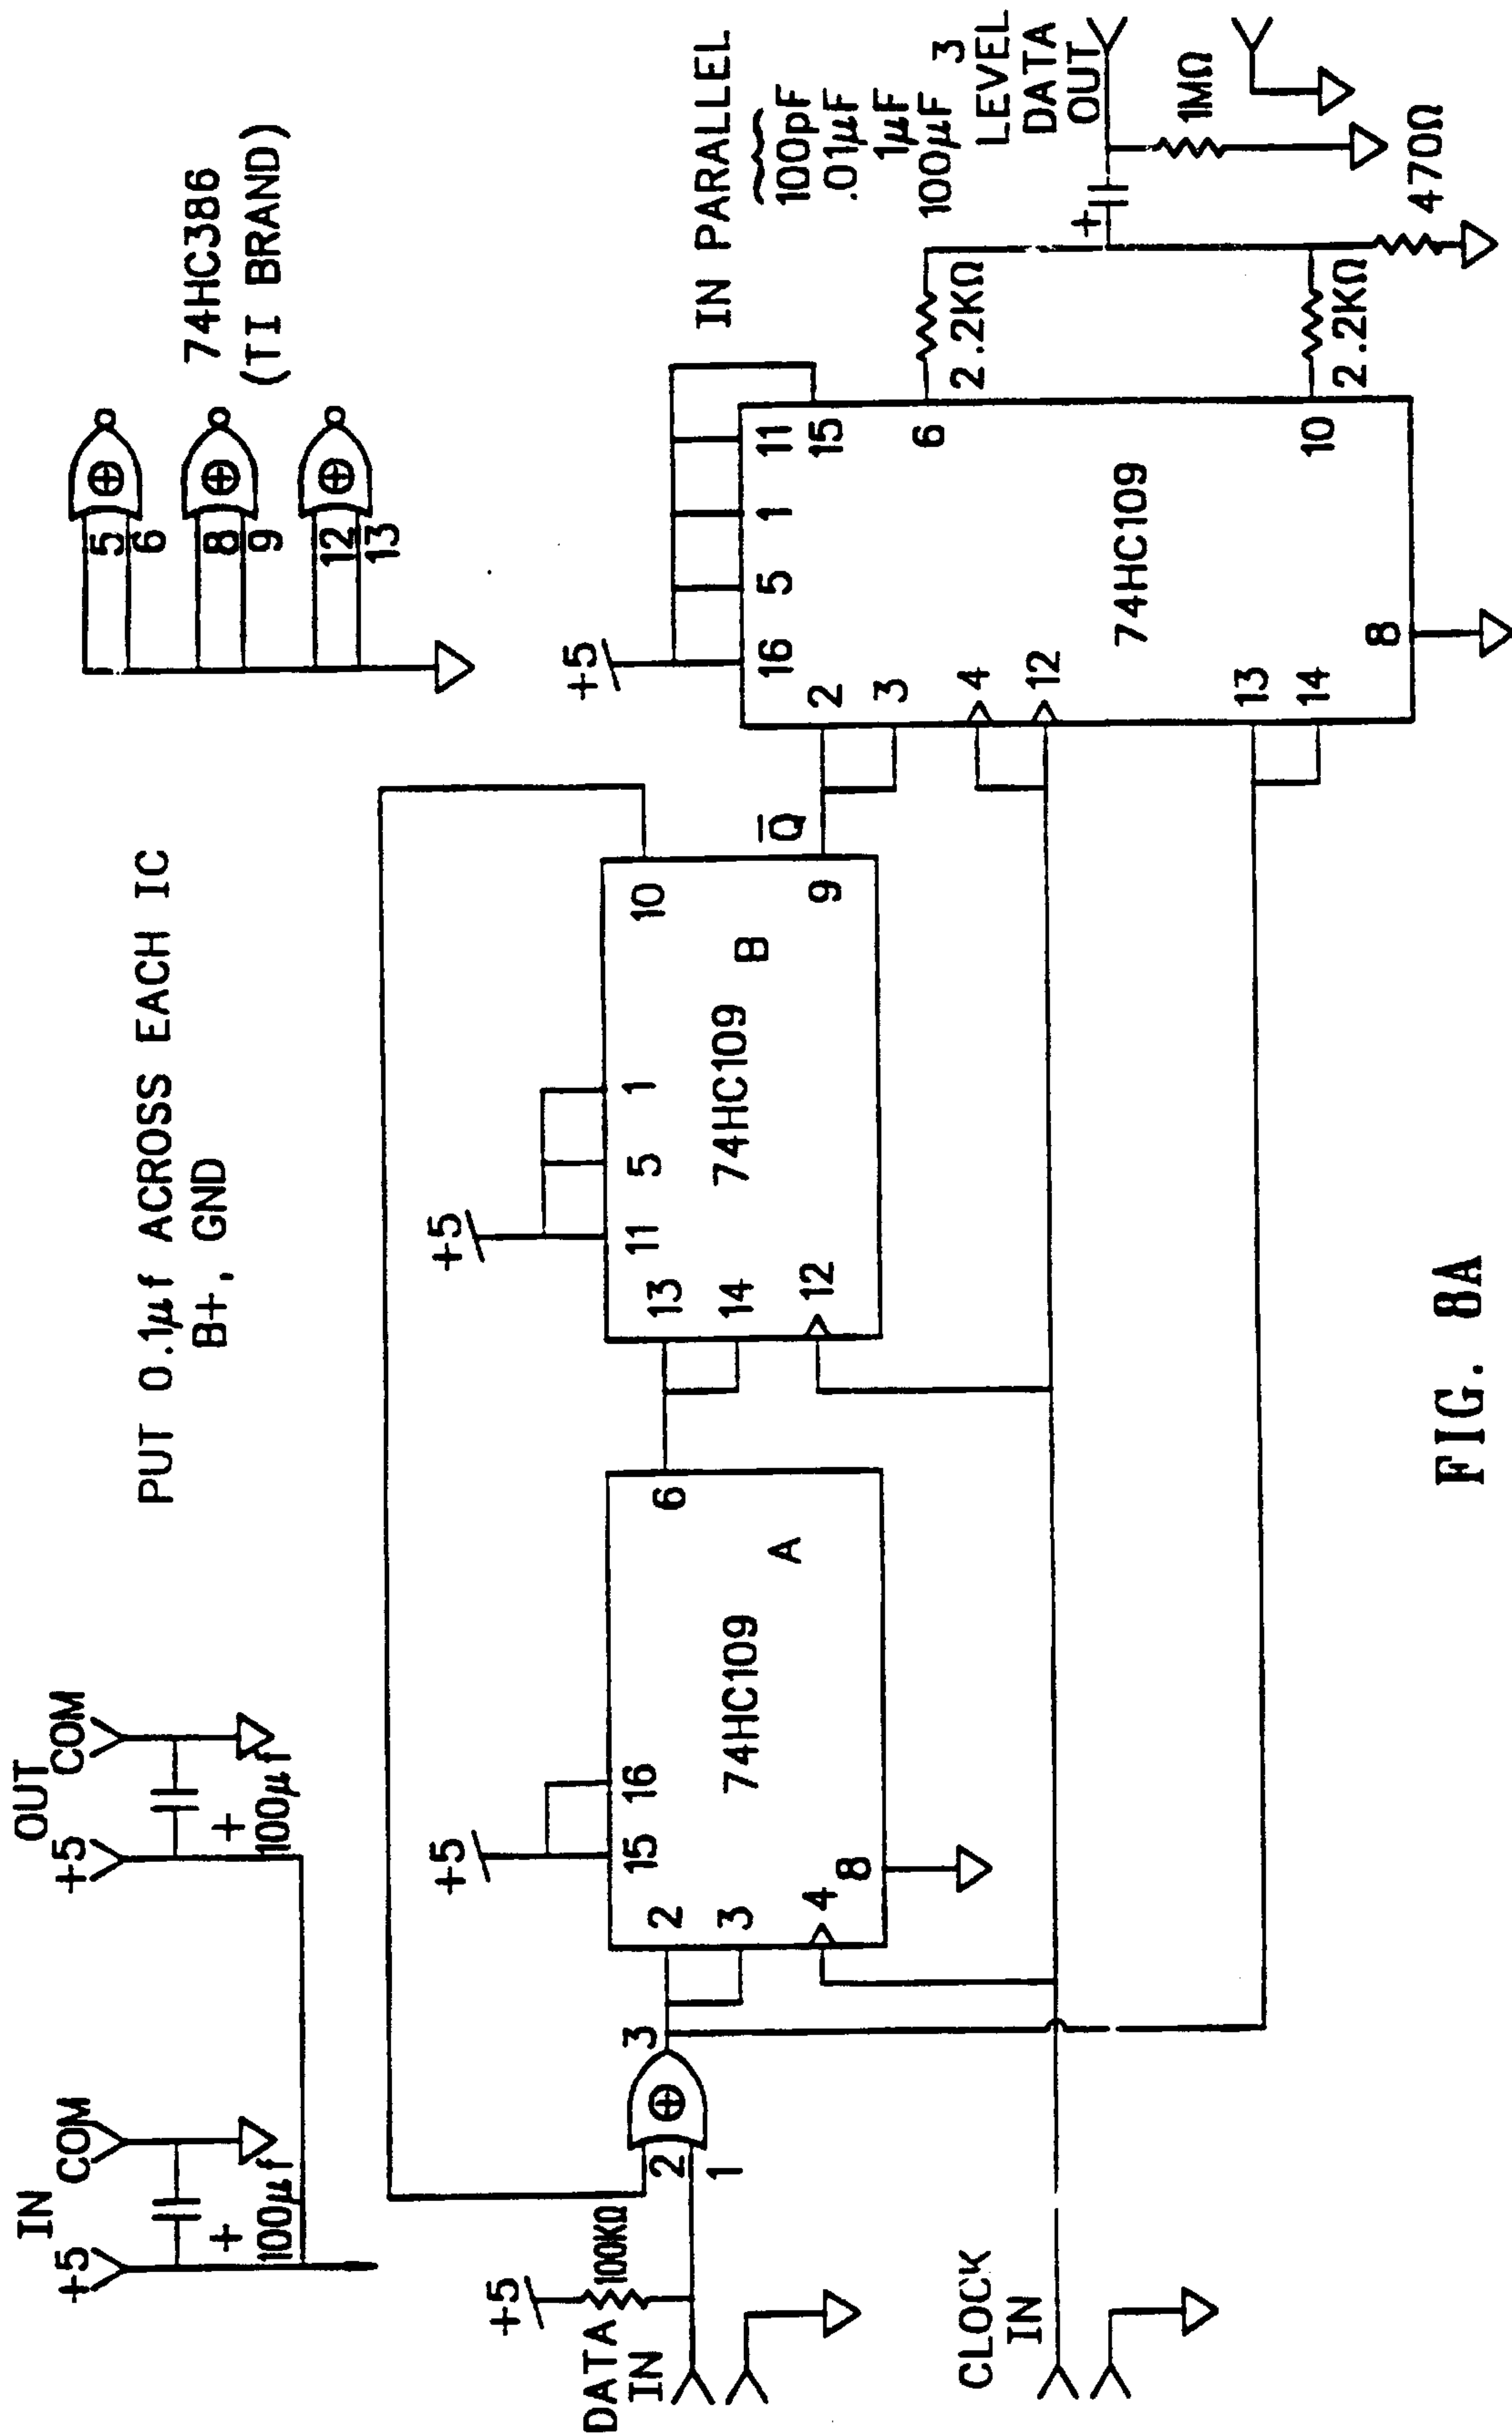 IN
+5
COM
+
100µf
OUT
+5
COM
+
100µf
PUT 0.1µf ACROSS EACH IC
B+, GND
5
6
8
9
12
13
74HC386
(TI BRAND)
+5
100KΩ
DATA
IN
2
1
3
CLOCK
IN
+5
15
16
2
3
4
8
6
74HC109
A
+5
11
5
1
13
14
12
10
9
74HC109
B
Q̅
+5
16
5
1
11
15
2
3
4
12
13
14
8
6
10
74HC109
2.2KΩ
2.2KΩ
470Ω
IN PARALLEL
100pF
.01µF
1µF
100µF
+
1MΩ
3
LEVEL
DATA
OUT
FIG. 8A